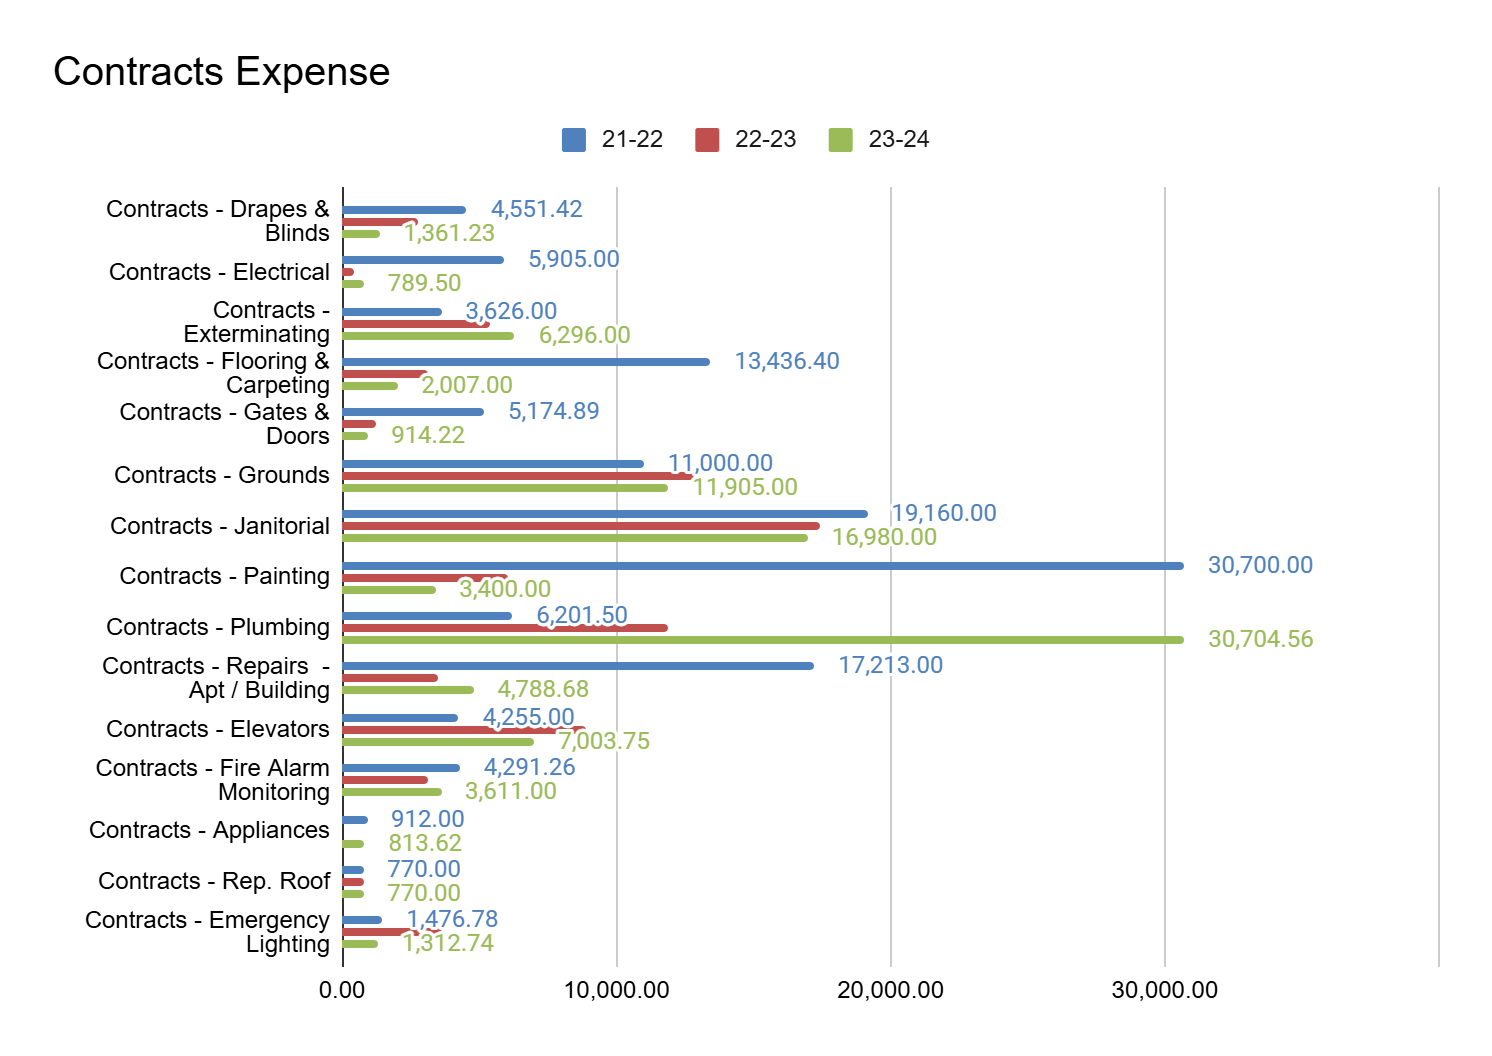 Contracts Expense
21-22 22-23 23-24
Contracts - Drapes &
Blinds
4,551.42
1,361.23
Contracts - Electrical
5,905.00
789.50
Contracts -
Exterminating
3,626.00
6,296.00
Contracts - Flooring &
Carpeting
13,436.40
2,007.00
Contracts - Gates &
Doors
5,174.89
914.22
Contracts - Grounds
11,000.00
11,905.00
Contracts - Janitorial
19,160.00
16,980.00
Contracts - Painting
30,700.00
3,400.00
Contracts - Plumbing
6,201.50
30,704.56
Contracts - Repairs  -
Apt / Building
17,213.00
4,788.68
Contracts - Elevators
4,255.00
7,003.75
Contracts - Fire Alarm
Monitoring
4,291.26
3,611.00
Contracts - Appliances
912.00
813.62
Contracts - Rep. Roof
770.00
770.00
Contracts - Emergency
Lighting
1,476.78
1,312.74
0.00 10,000.00 20,000.00 30,000.00